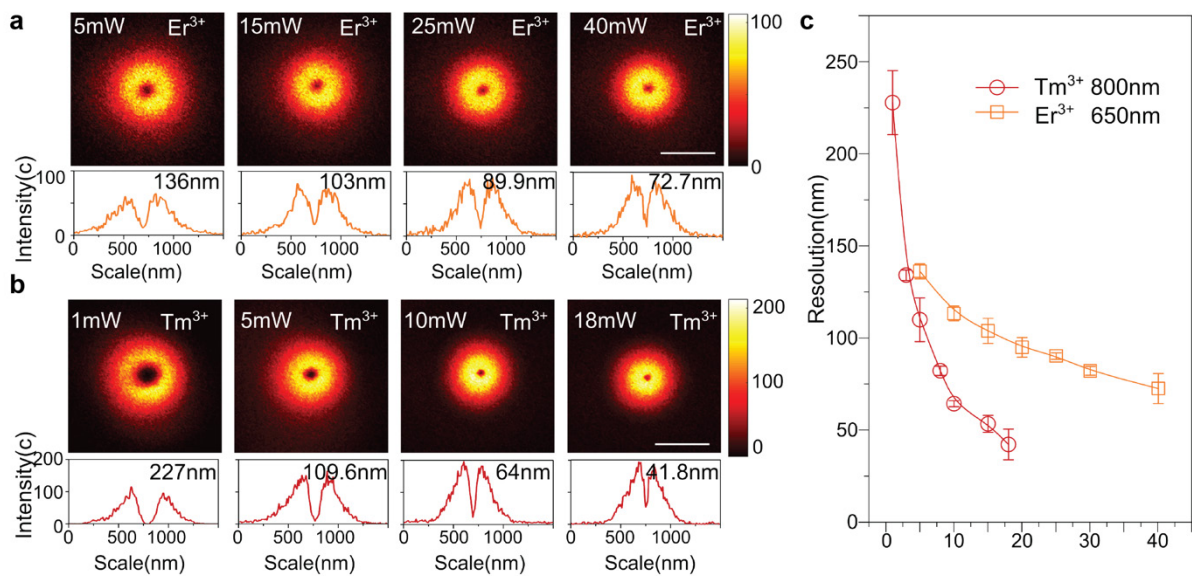 a
5mW Er³⁺ 15mW Er³⁺ 25mW Er³⁺ 40mW Er³⁺
100
0
Intensity(c)
100
0
136nm 103nm 89.9nm 72.7nm
0 500 1000 0 500 1000 0 500 1000 0 500 1000
Scale(nm) Scale(nm) Scale(nm) Scale(nm)
b
1mW Tm³⁺ 5mW Tm³⁺ 10mW Tm³⁺ 18mW Tm³⁺
200
100
0
Intensity(c)
200
100
0
227nm 109.6nm 64nm 41.8nm
0 500 1000 0 500 1000 0 500 1000 0 500 1000
Scale(nm) Scale(nm) Scale(nm) Scale(nm)
c
Resolution(nm)
250
200
150
100
50
0
Tm³⁺ 800nm
Er³⁺ 650nm
0 10 20 30 40